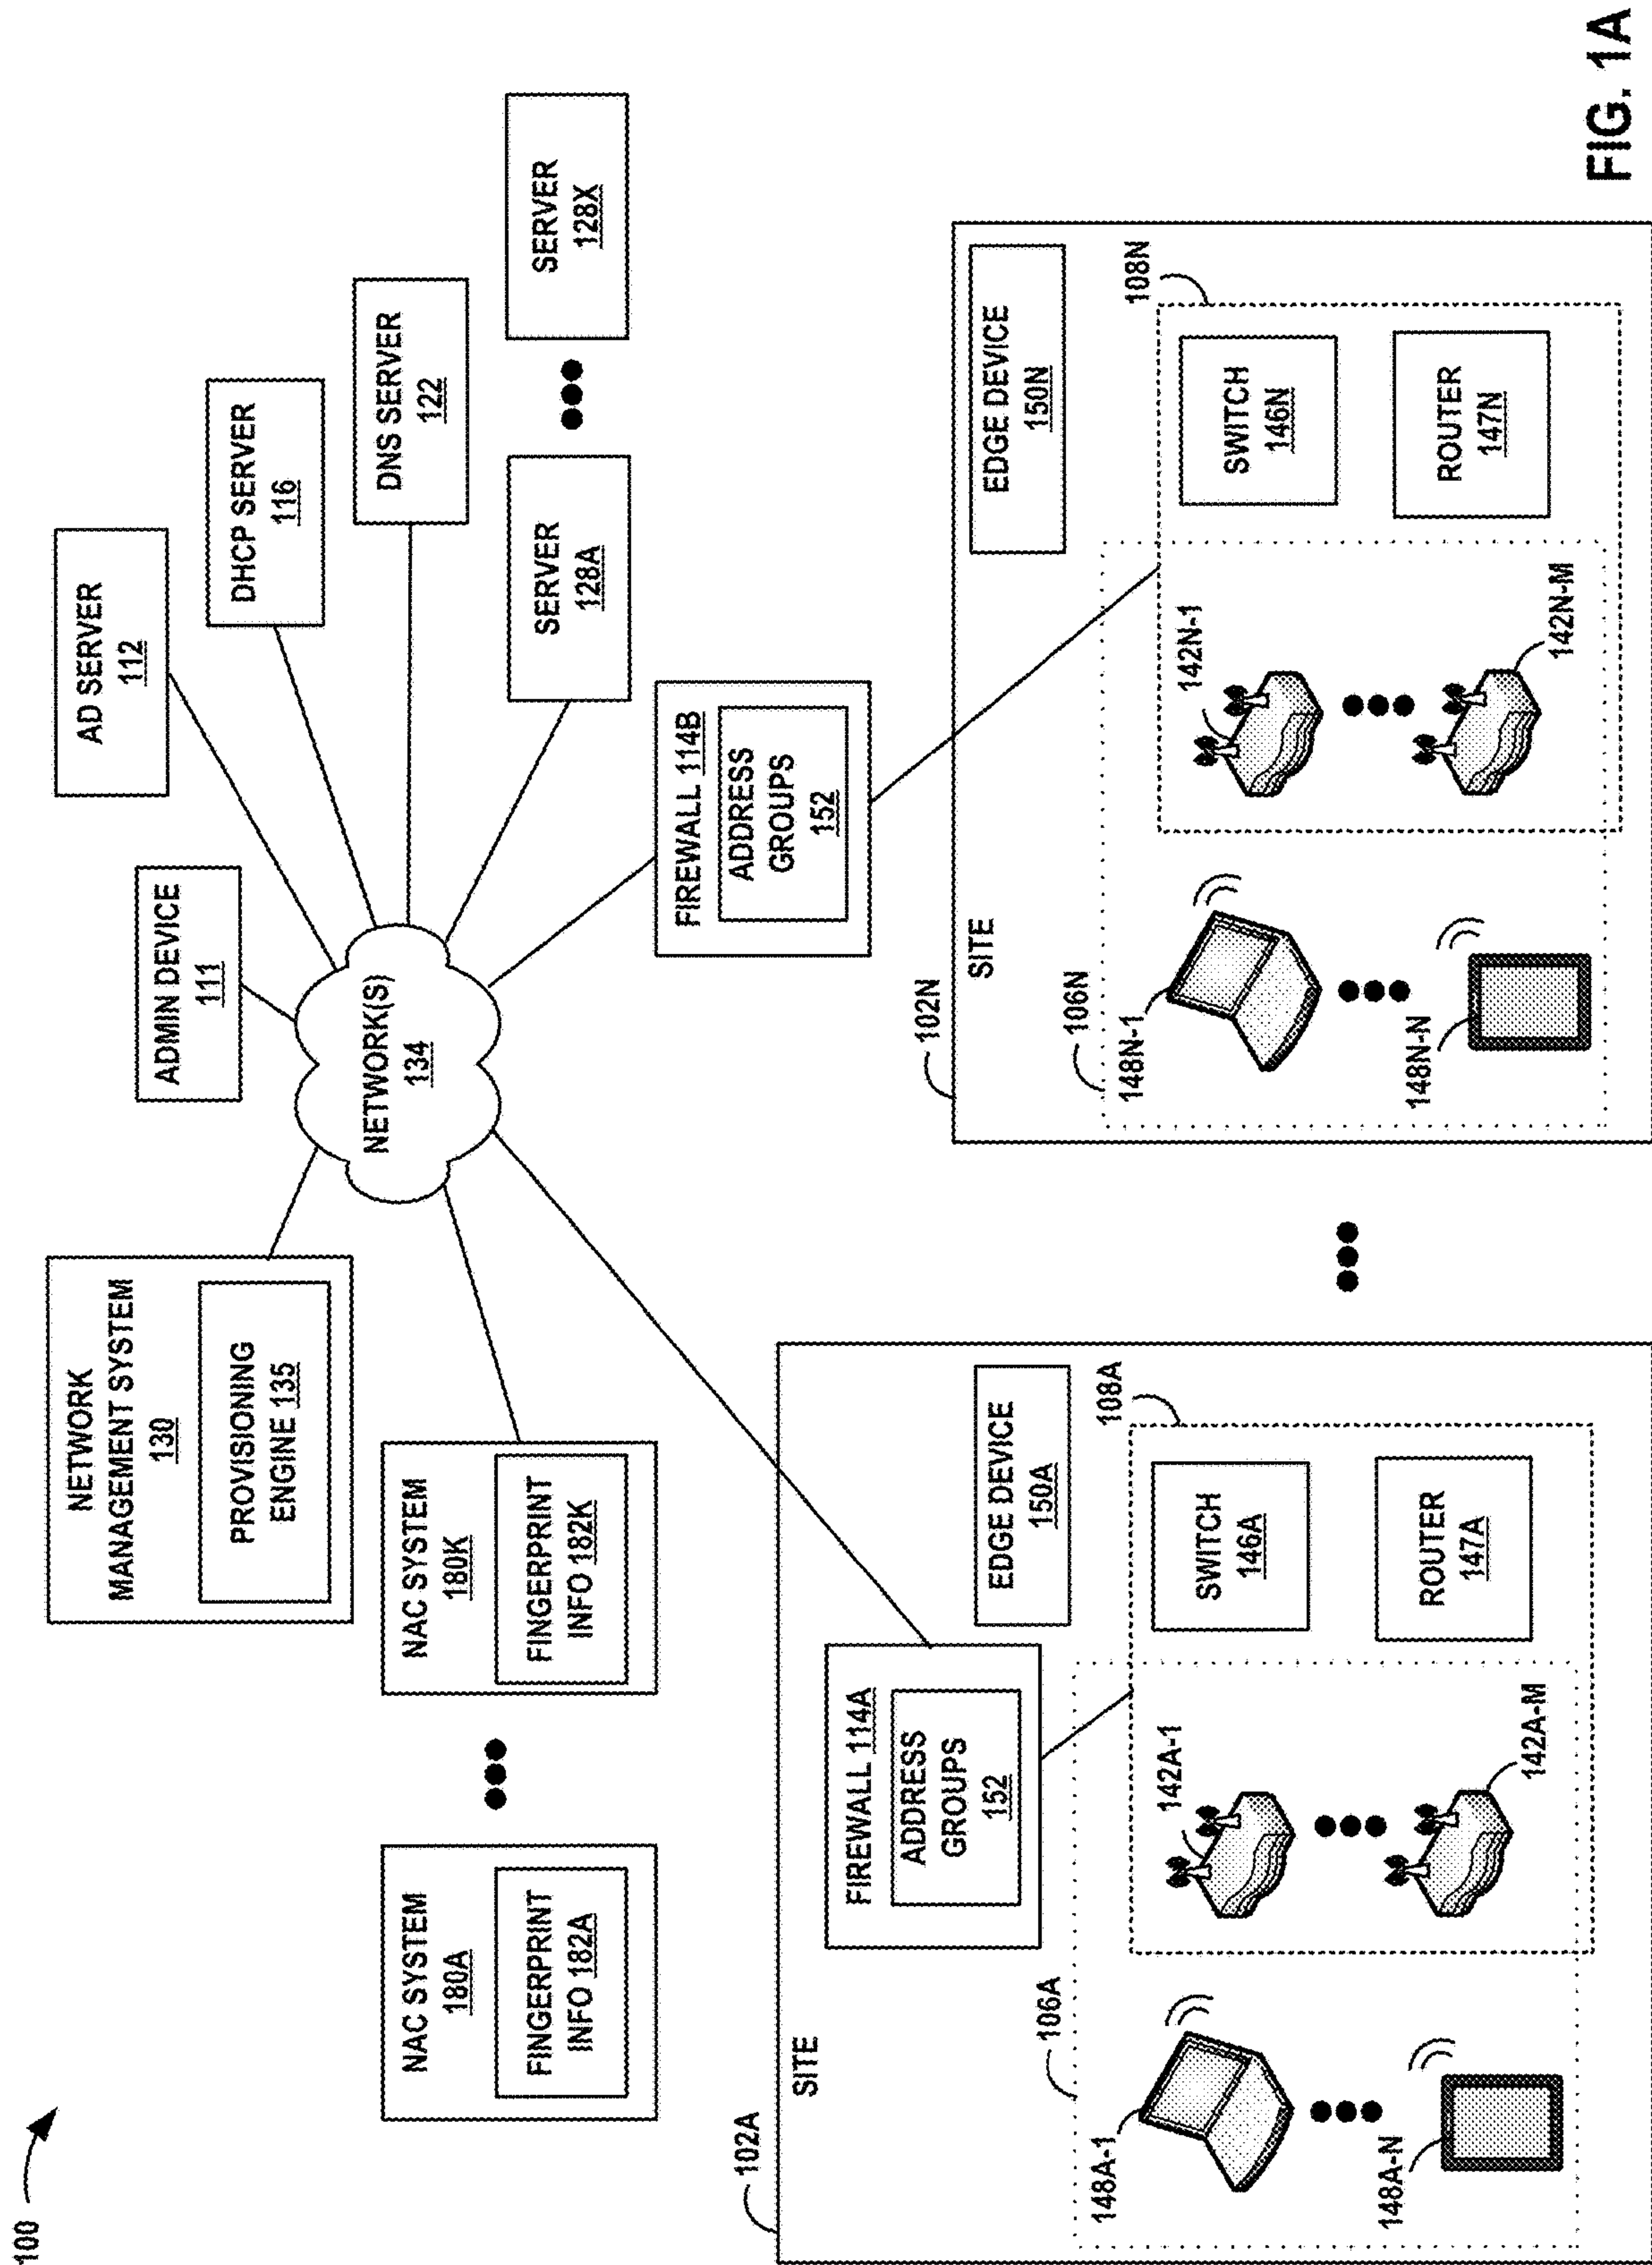 100
NETWORK
MANAGEMENT SYSTEM
130
PROVISIONING
ENGINE 135
ADMIN DEVICE
111
AD SERVER
112
DHCP SERVER
116
DNS SERVER
122
SERVER
128A
SERVER
128X
NETWORK(S)
134
NAC SYSTEM
180A
FINGERPRINT
INFO 182A
NAC SYSTEM
180K
FINGERPRINT
INFO 182K
FIREWALL 114B
ADDRESS
GROUPS
152
102A
SITE
FIREWALL 114A
ADDRESS
GROUPS
152
EDGE DEVICE
150A
106A
108A
148A-1
142A-1
SWITCH
146A
148A-N
142A-M
ROUTER
147A
102N
SITE
EDGE DEVICE
150N
106N
108N
148N-1
142N-1
SWITCH
146N
148N-N
142N-M
ROUTER
147N
FIG. 1A